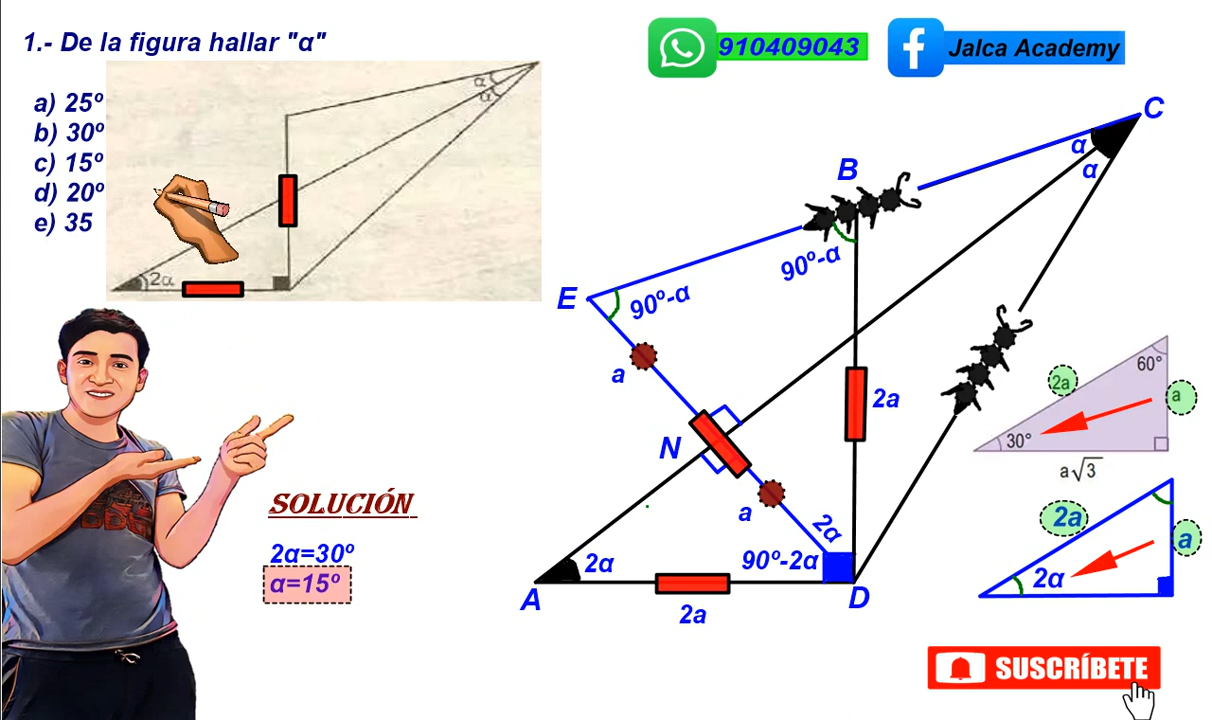 1.- De la figura hallar "α"
a) 25º
b) 30º
c) 15º
d) 20º
e) 35
α
α
2α
910409043
f
Jalca Academy
C
α
α
B
90º-α
E
90º-α
a
2a
N
a
2α
90º-2α
2α
A
D
2a
60°
2a
a
30°
a√3
2a
a
2α
SOLUCIÓN
2α=30º
α=15º
SUSCRÍBETE